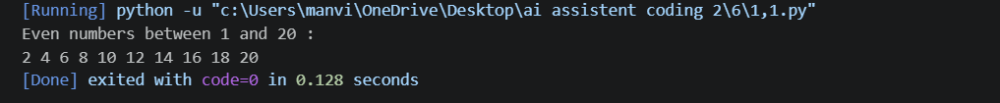 [Running] python -u "c:\Users\manvi\OneDrive\Desktop\ai assistent coding 2\6\1,1.py"
Even numbers between 1 and 20 :
2 4 6 8 10 12 14 16 18 20
[Done] exited with code=0 in 0.128 seconds